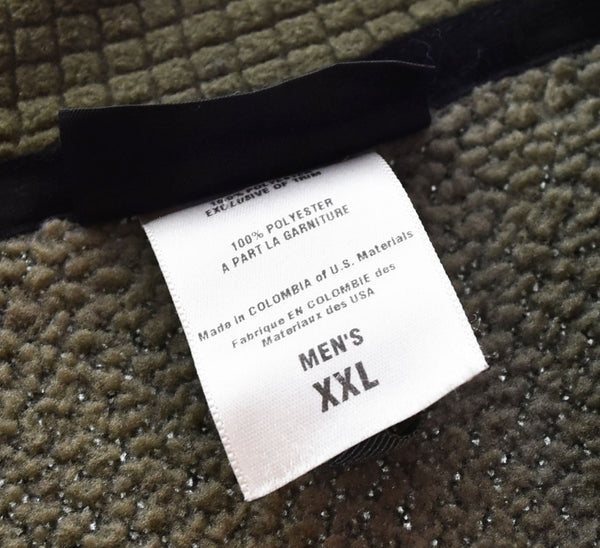 EXCLUSIVE OF TRIM
100% POLYESTER
A PART LA GARNITURE
Made in COLOMBIA of U.S. Materials
Fabrique EN COLOMBIE des
Materiaux des USA
MEN'S
XXL